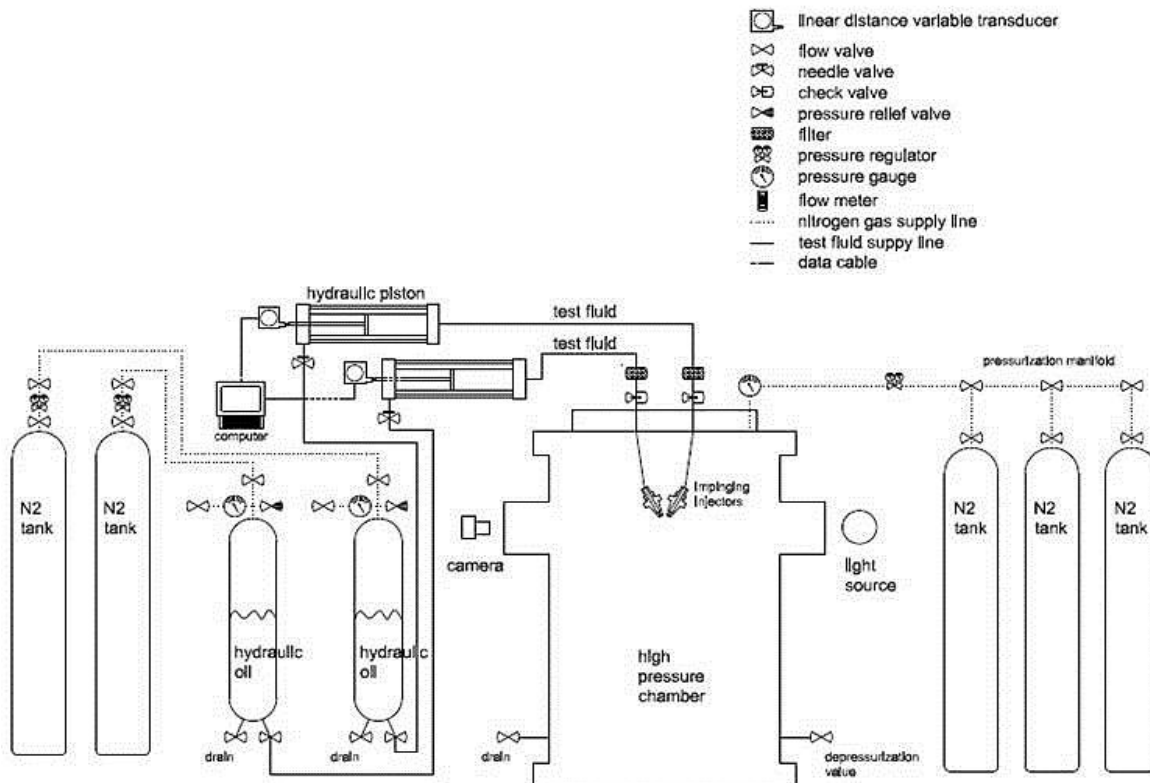 linear distance variable transducer
flow valve
needle valve
check valve
pressure relief valve
filter
pressure regulator
pressure gauge
flow meter
nitrogen gas supply line
test fluid suppy line
data cable
hydraulic piston
test fluid
test fluid
pressurization manifold
computer
N2
tank
N2
tank
impinging
injectors
N2
tank
N2
tank
N2
tank
camera
light
source
hydraulic
oil
hydraulic
oil
high
pressure
chamber
drain
drain
drain
depressurization
value